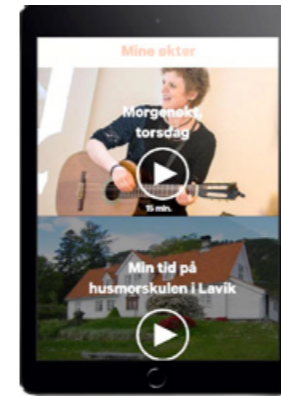 Mine økter
Morgenøkt,
torsdag
15 min.
Min tid på
husmorskulen i Lavik